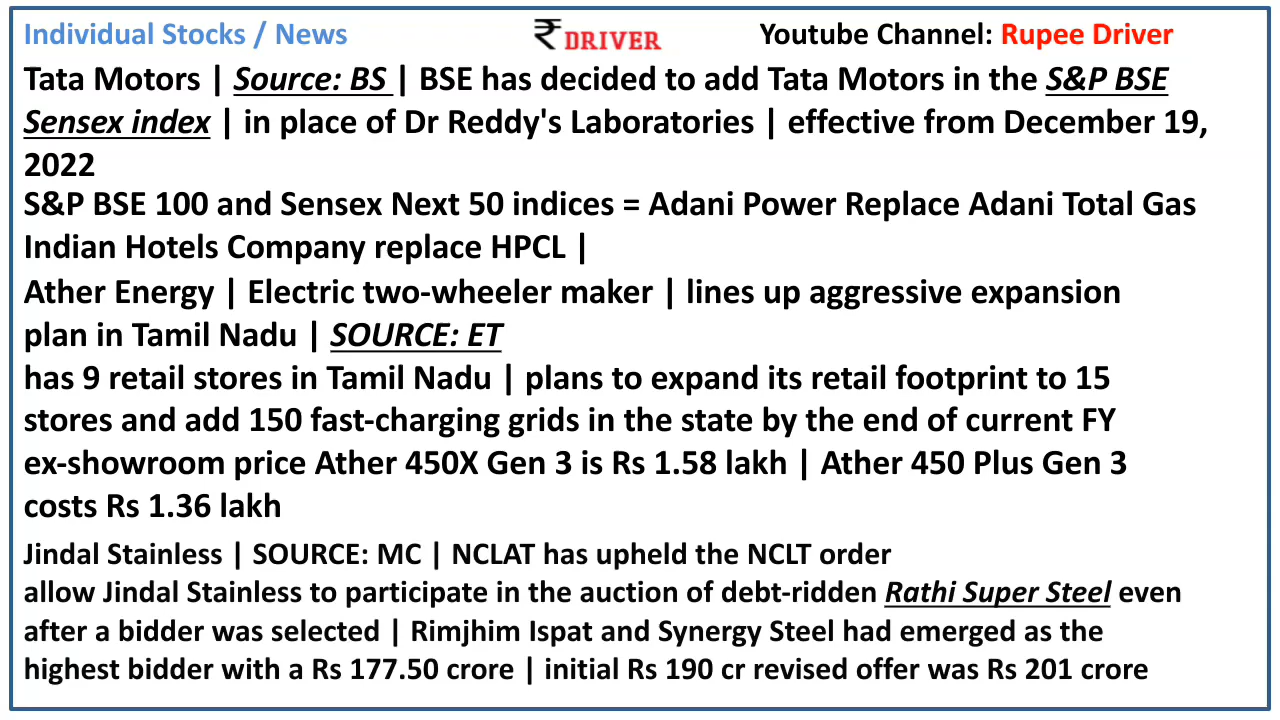 Individual Stocks / News
₹ DRIVER
Youtube Channel: Rupee Driver
Tata Motors | Source: BS | BSE has decided to add Tata Motors in the S&P BSE
Sensex index | in place of Dr Reddy's Laboratories | effective from December 19,
2022
S&P BSE 100 and Sensex Next 50 indices = Adani Power Replace Adani Total Gas
Indian Hotels Company replace HPCL |
Ather Energy | Electric two-wheeler maker | lines up aggressive expansion
plan in Tamil Nadu | SOURCE: ET
has 9 retail stores in Tamil Nadu | plans to expand its retail footprint to 15
stores and add 150 fast-charging grids in the state by the end of current FY
ex-showroom price Ather 450X Gen 3 is Rs 1.58 lakh | Ather 450 Plus Gen 3
costs Rs 1.36 lakh
Jindal Stainless | SOURCE: MC | NCLAT has upheld the NCLT order
allow Jindal Stainless to participate in the auction of debt-ridden Rathi Super Steel even
after a bidder was selected | Rimjhim Ispat and Synergy Steel had emerged as the
highest bidder with a Rs 177.50 crore | initial Rs 190 cr revised offer was Rs 201 crore